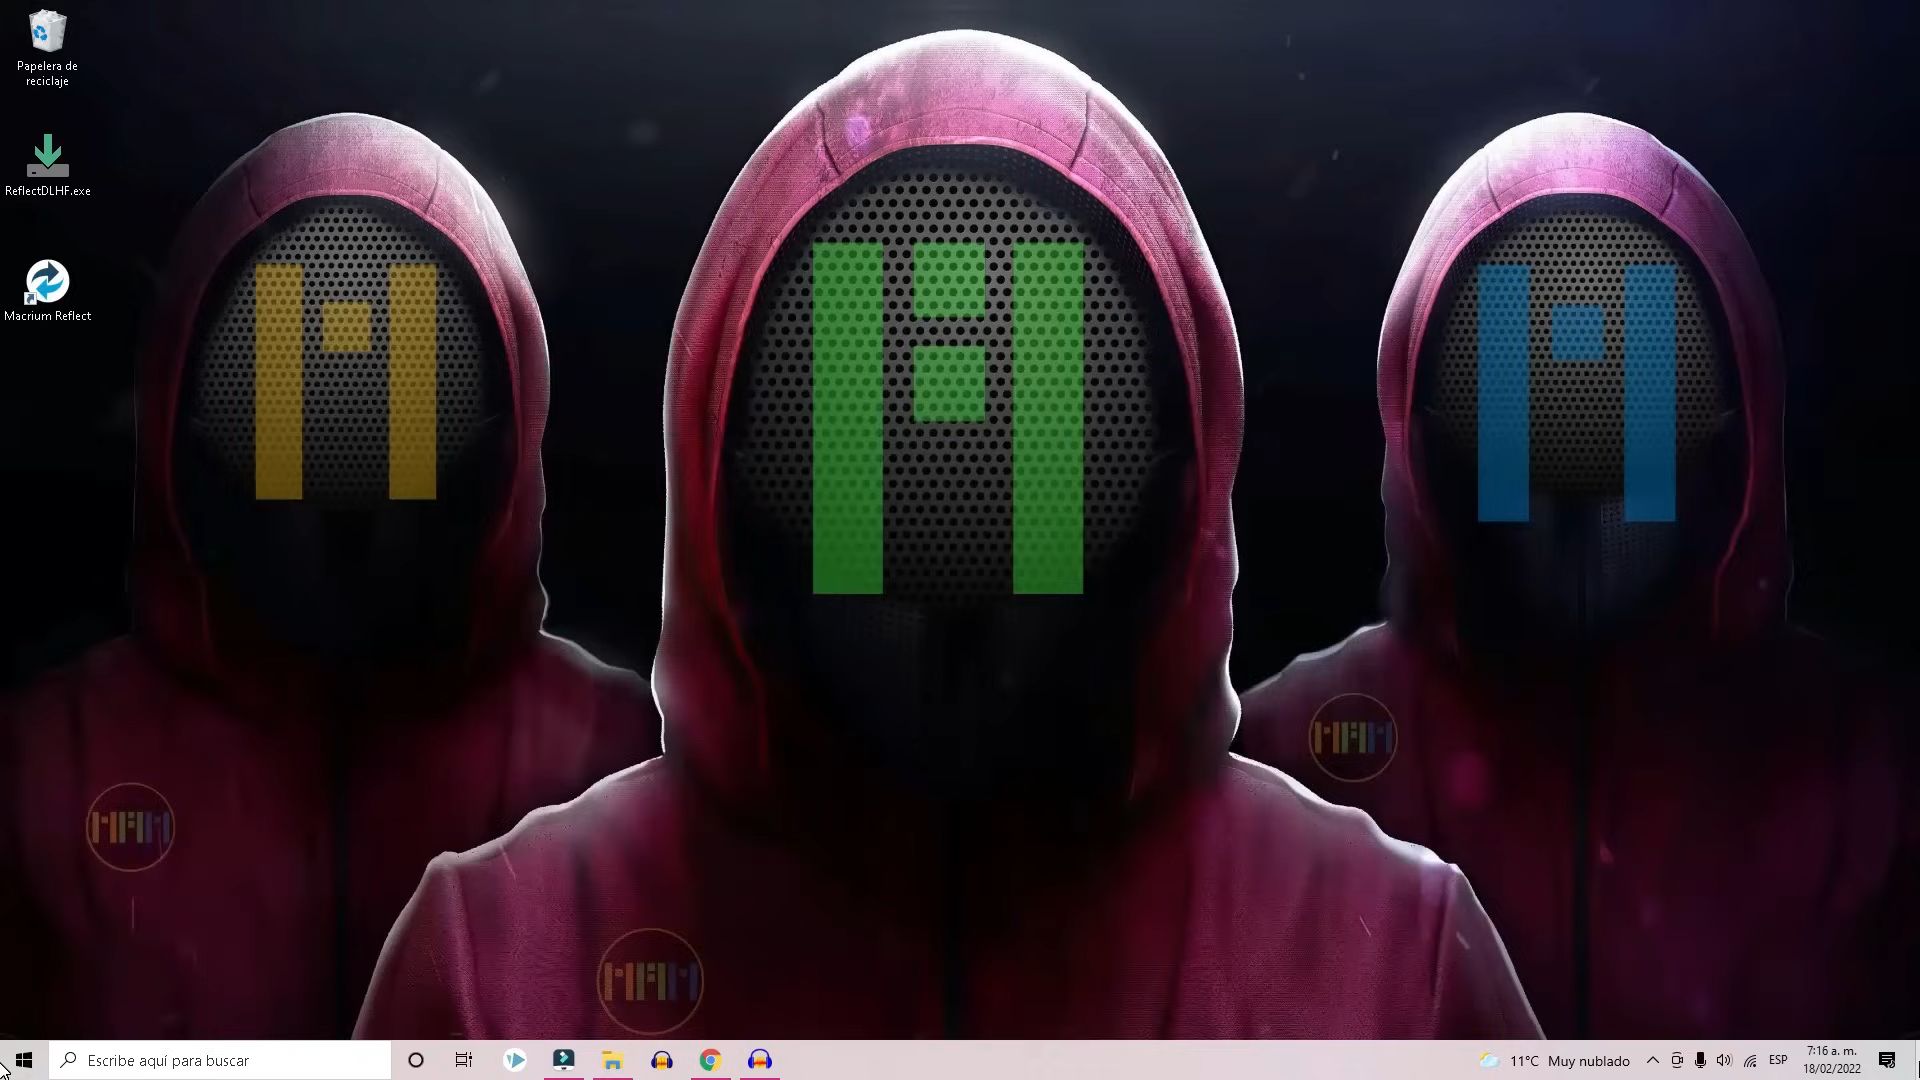 Papelera de
reciclaje
ReflectDLHF.exe
Macrium Reflect
Escribe aquí para buscar
11°C Muy nublado
ESP
7:16 a. m.
18/02/2022